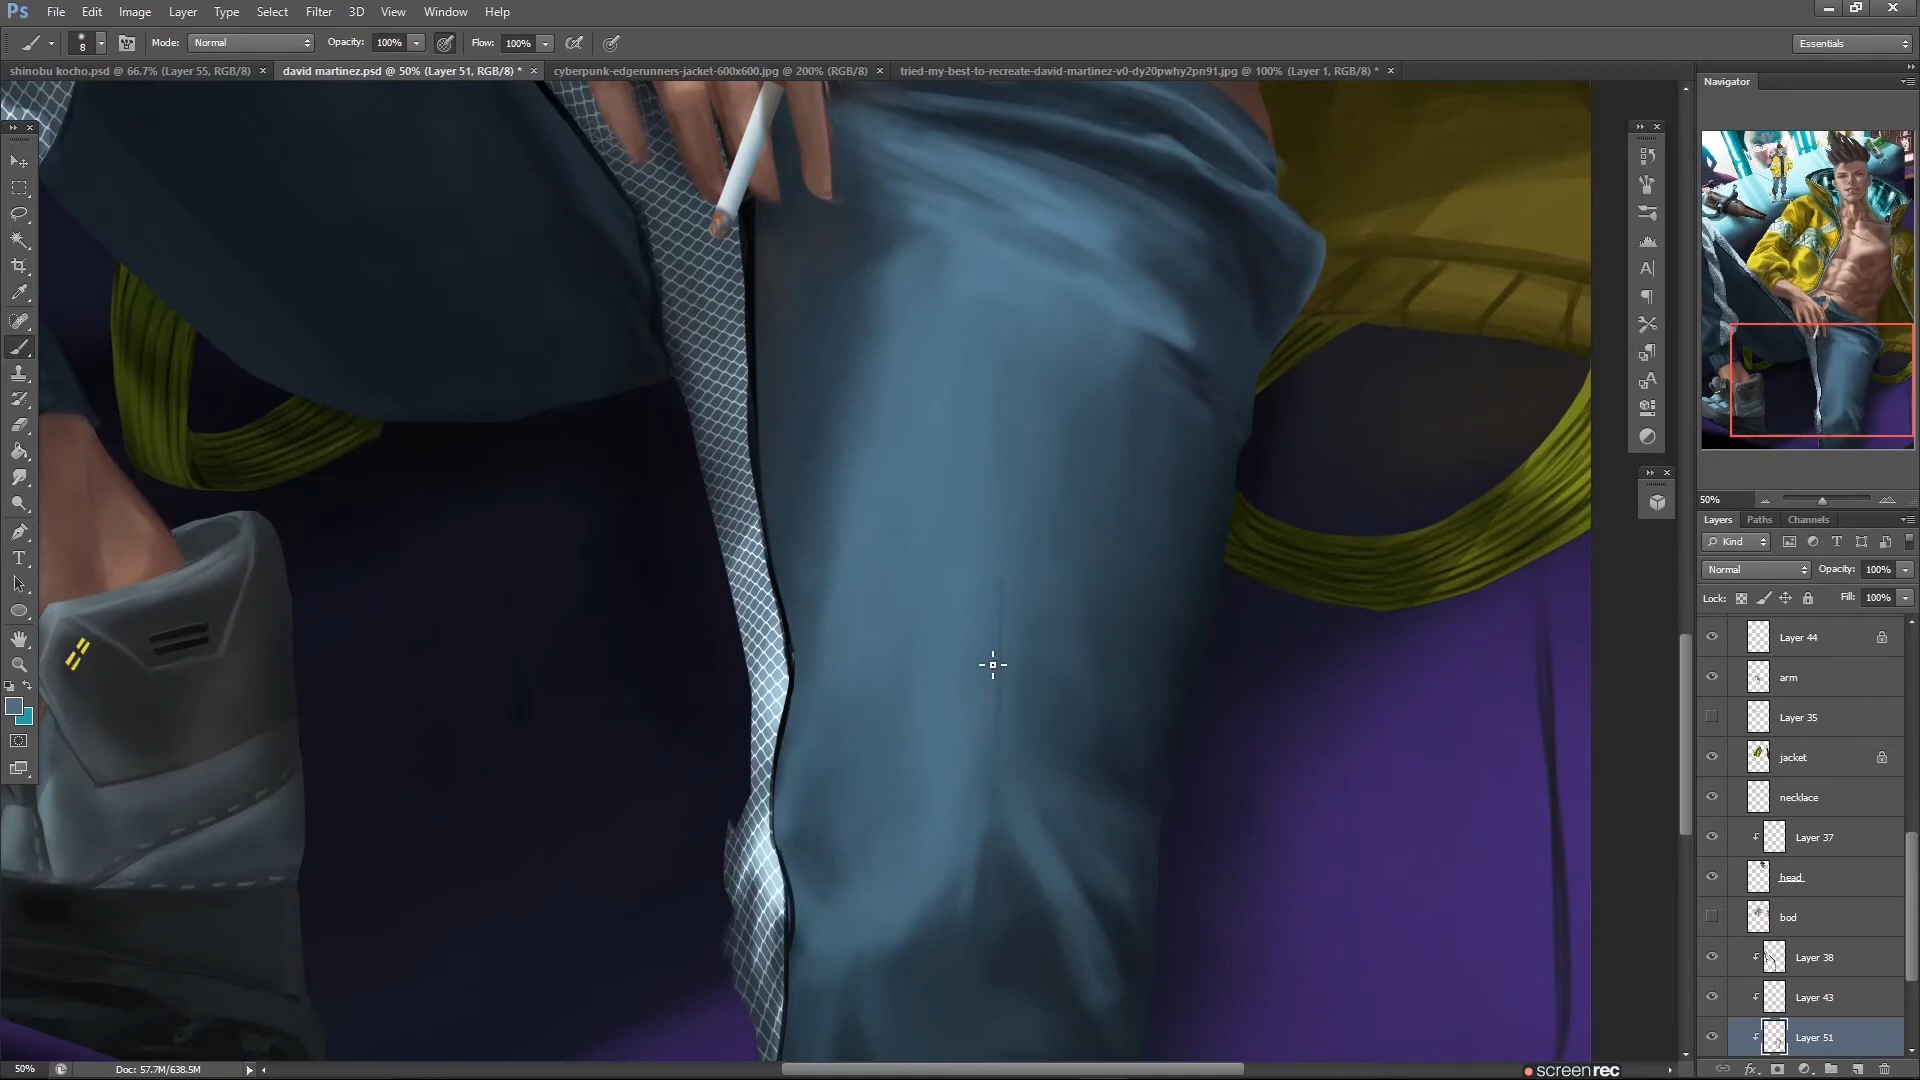 Ps File Edit Image Layer Type Select Filter 3D View Window Help
8 Mode: Normal Opacity: 100% Flow: 100% Essentials
shinobu kocho.psd @ 66.7% (Layer 55, RGB/8) × david martinez.psd @ 50% (Layer 51, RGB/8) * × cyberpunk-edgerunners-jacket-600x600.jpg @ 200% (RGB/8) × tried-my-best-to-recreate-david-martinez-v0-dy20pwhy2pn91.jpg @ 100% (Layer 1, RGB/8) * ×
Navigator
50%
Layers Paths Channels
Kind
Normal Opacity: 100%
Lock: Fill: 100%
Layer 44
arm
Layer 35
jacket
necklace
Layer 37
head
bod
Layer 38
Layer 43
Layer 51
50% Doc: 57.7M/638.5M
screenrec